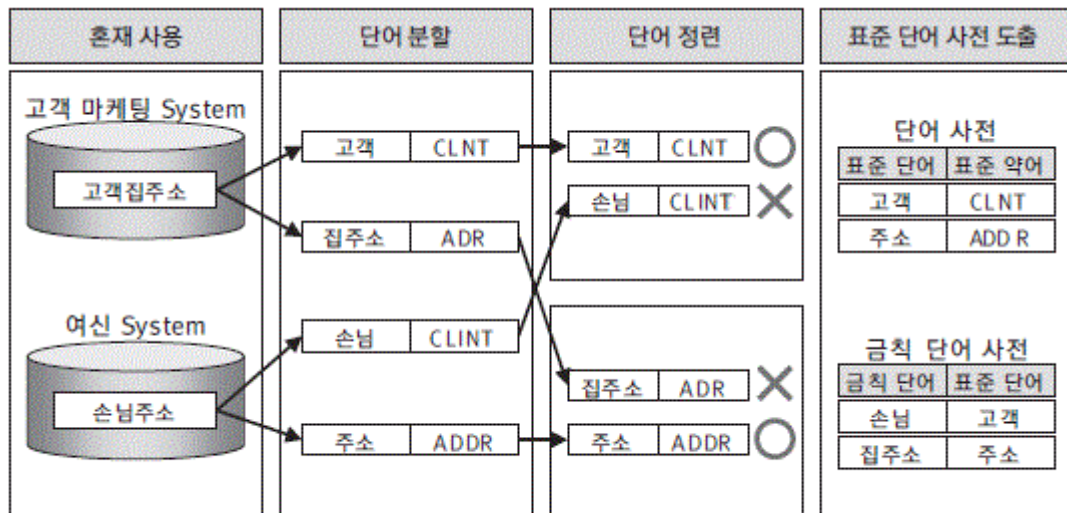 혼재 사용
단어 분할
단어 정련
표준 단어 사전 도출
고객 마케팅 System
고객집주소
여신 System
손님주소
고객 CLNT
집주소 ADR
손님 CLINT
주소 ADDR
고객 CLNT
손님 CLINT
집주소 ADR
주소 ADDR
단어 사전
표준 단어 표준 약어
고객 CLNT
주소 ADD R
금칙 단어 사전
금칙 단어 표준 단어
손님 고객
집주소 주소